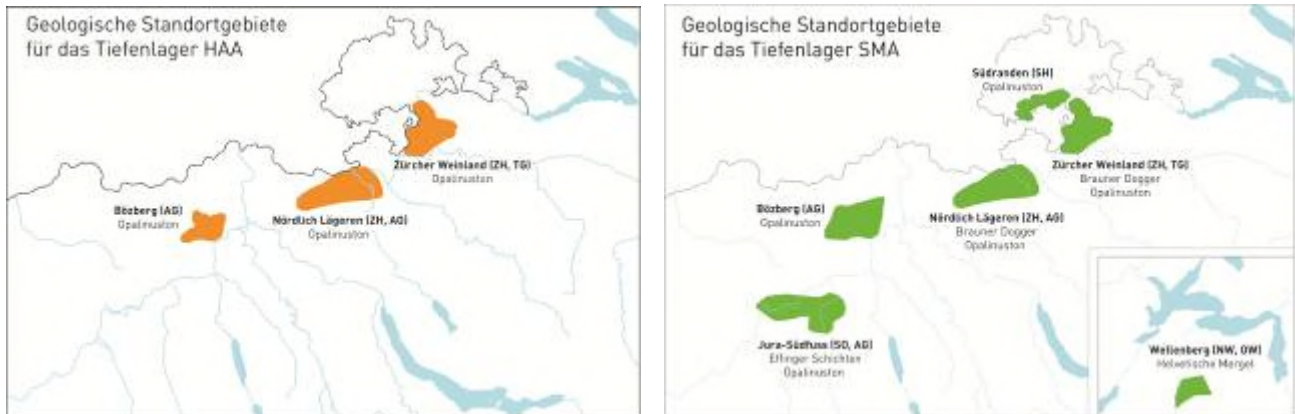 Geologische Standortgebiete
für das Tiefenlager HAA
Zürcher Weinland (ZH, TG)
Opalinuston
Bözberg (AG)
Opalinuston
Nördlich Lägeren (ZH, AG)
Opalinuston
Geologische Standortgebiete
für das Tiefenlager SMA
Südranden (SH)
Opalinuston
Zürcher Weinland (ZH, TG)
Brauner Dogger
Opalinuston
Bözberg (AG)
Opalinuston
Nördlich Lägeren (ZH, AG)
Brauner Dogger
Opalinuston
Jura-Südfuss (SO, AG)
Effinger Schichten
Opalinuston
Wellenberg (NW, OW)
Helvetische Mergel